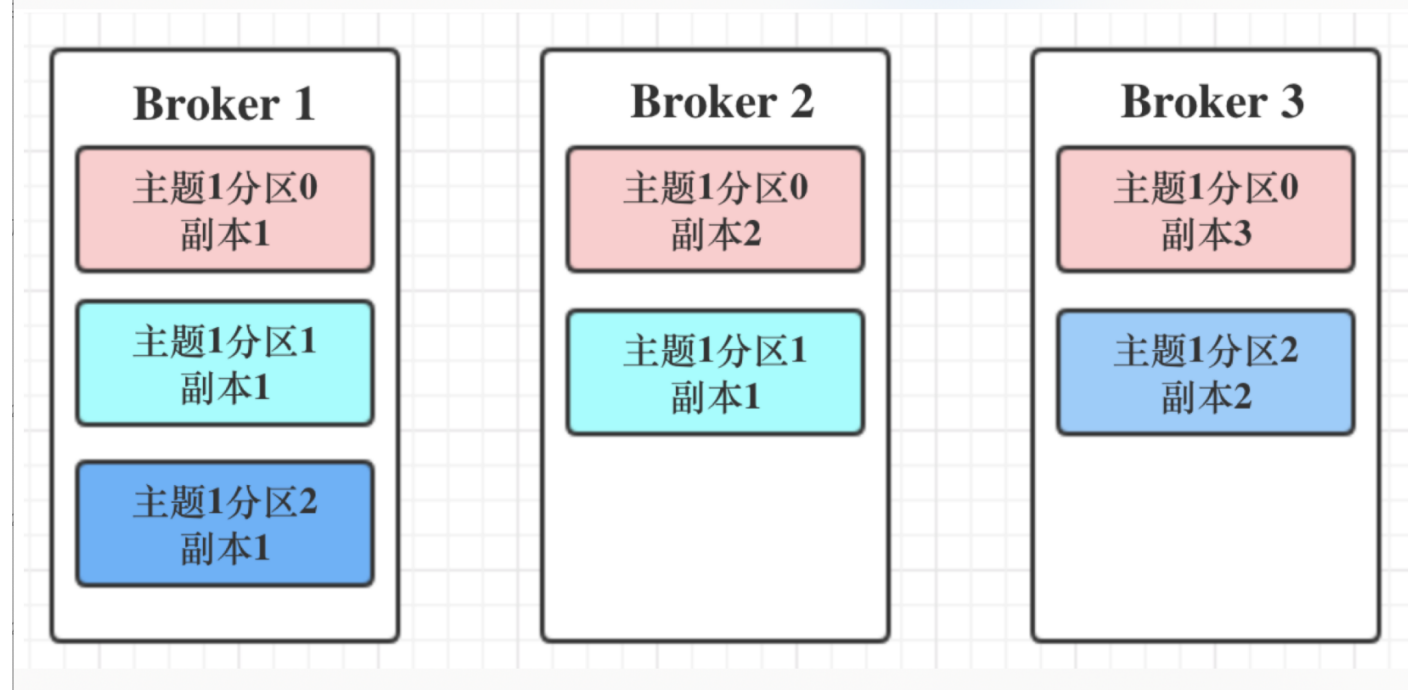 Broker 1
主题1分区0
副本1
主题1分区1
副本1
主题1分区2
副本1
Broker 2
主题1分区0
副本2
主题1分区1
副本1
Broker 3
主题1分区0
副本3
主题1分区2
副本2